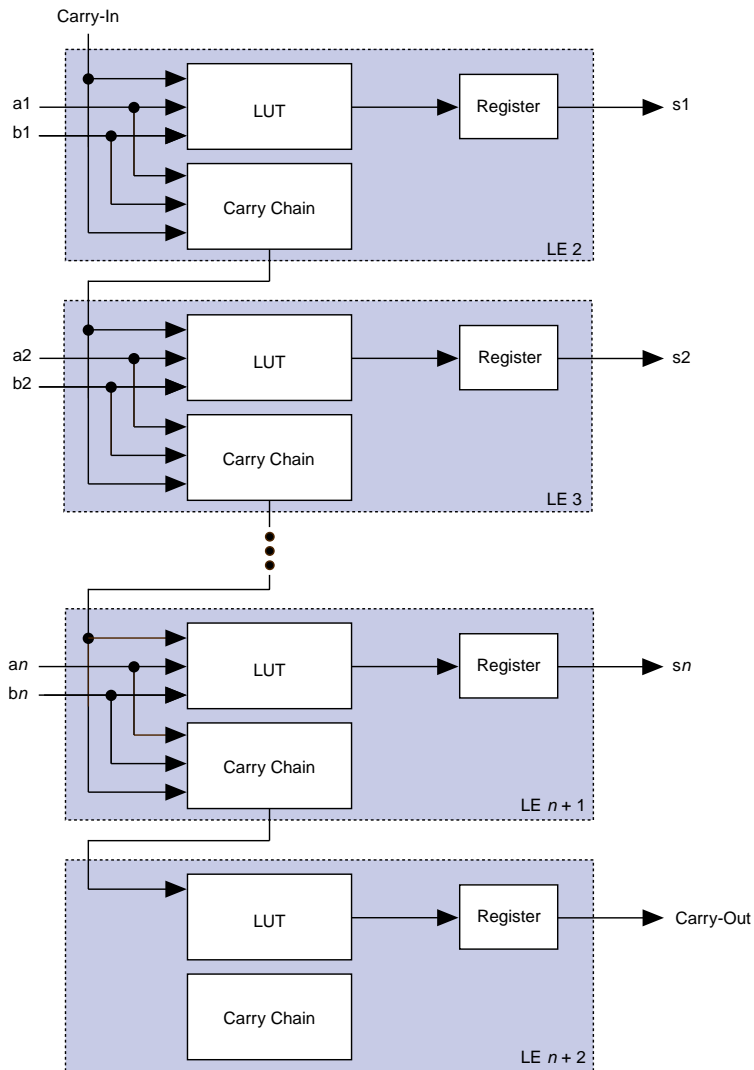 Carry-In
a1
b1
LUT
Register
s1
Carry Chain
LE 2
a2
b2
LUT
Register
s2
Carry Chain
LE 3
an
bn
LUT
Register
sn
Carry Chain
LE n + 1
LUT
Register
Carry-Out
Carry Chain
LE n + 2